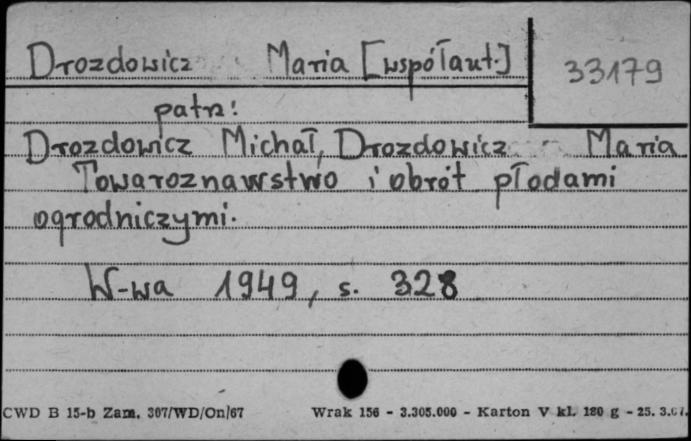 Drozdowicz Maria [współaut.] 33179
patrz:
Drozdowicz Michał, Drozdowicz Maria
Towaroznawstwo i obrót płodami
ogrodniczymi.
W-wa 1949, s. 328
CWD B 15-b Zam. 307/WD/On/67 Wrak 156 - 3.305.000 - Karton V kl. 180 g - 25. 3.67.